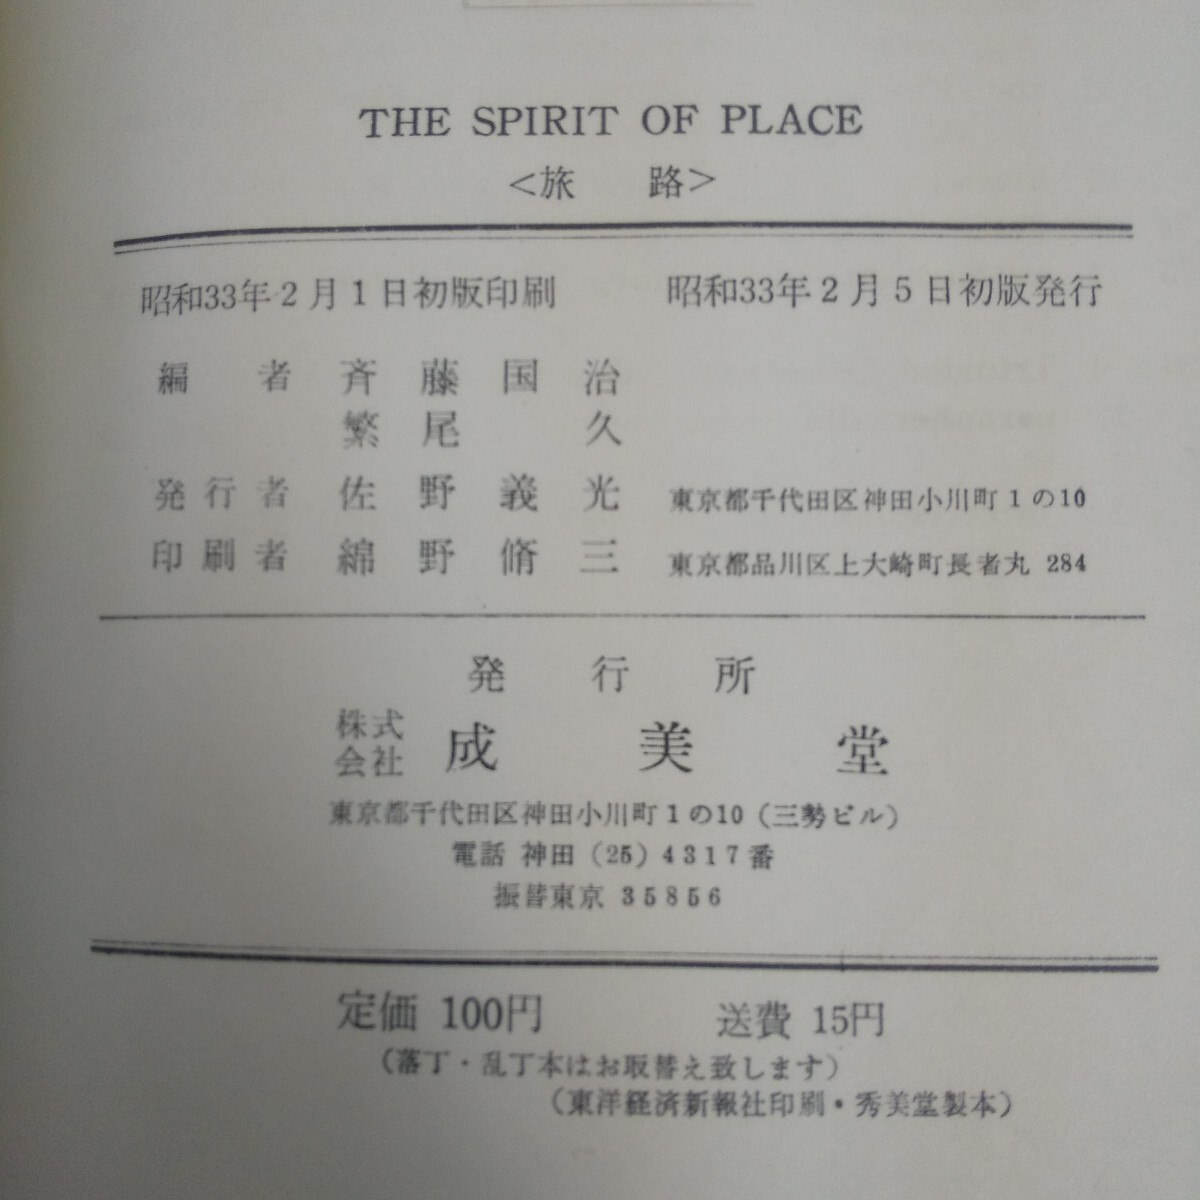 THE SPIRIT OF PLACE
<旅 路>
昭和33年2月1日初版印刷 昭和33年2月5日初版発行
編者 斉藤国治
繁尾久
発行者 佐野義光 東京都千代田区神田小川町1の10
印刷者 綿野脩三 東京都品川区上大崎町長者丸 284
発行所
株式会社 成美堂
東京都千代田区神田小川町1の10 (三勢ビル)
電話 神田 (25) 4317番
振替東京 35856
定価 100円 送費 15円
(落丁・乱丁本はお取替え致します)
(東洋経済新報社印刷・秀美堂製本)